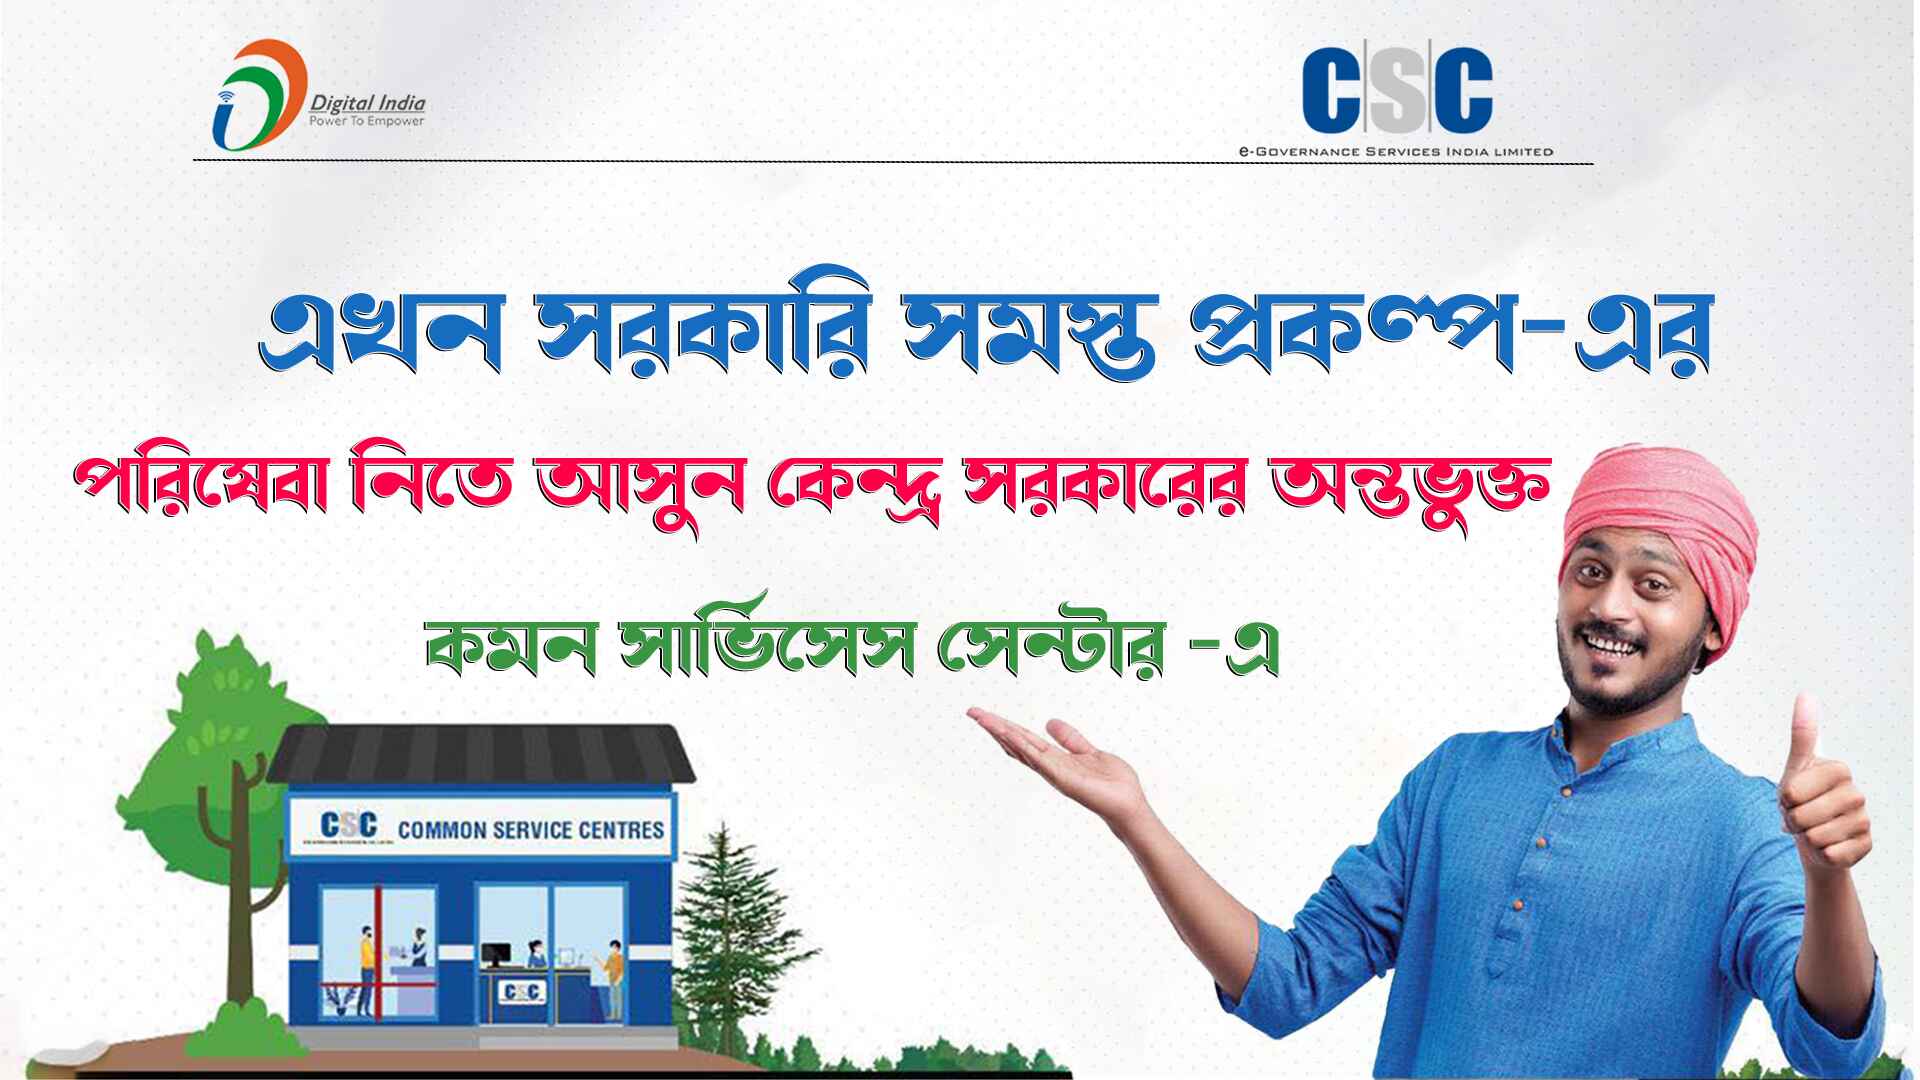 Digital India
Power To Empower
CSC
e-GOVERNANCE SERVICES INDIA LIMITED
এখন সরকারি সমস্ত প্রকল্প-এর
পরিষেবা নিতে আসুন কেন্দ্র সরকারের অন্তভুক্ত
কমন সার্ভিসেস সেন্টার -এ
CSC COMMON SERVICE CENTRES
CSC